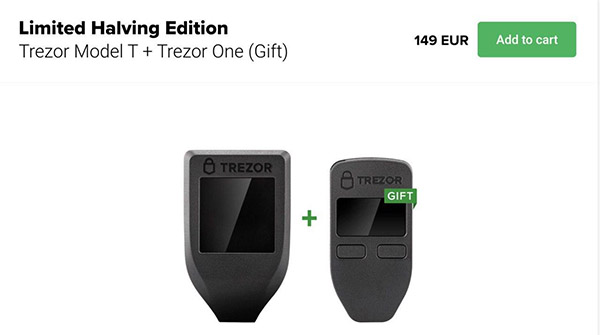 Limited Halving Edition
Trezor Model T + Trezor One (Gift)
149 EUR
Add to cart
TREZOR
TREZOR
GIFT
+